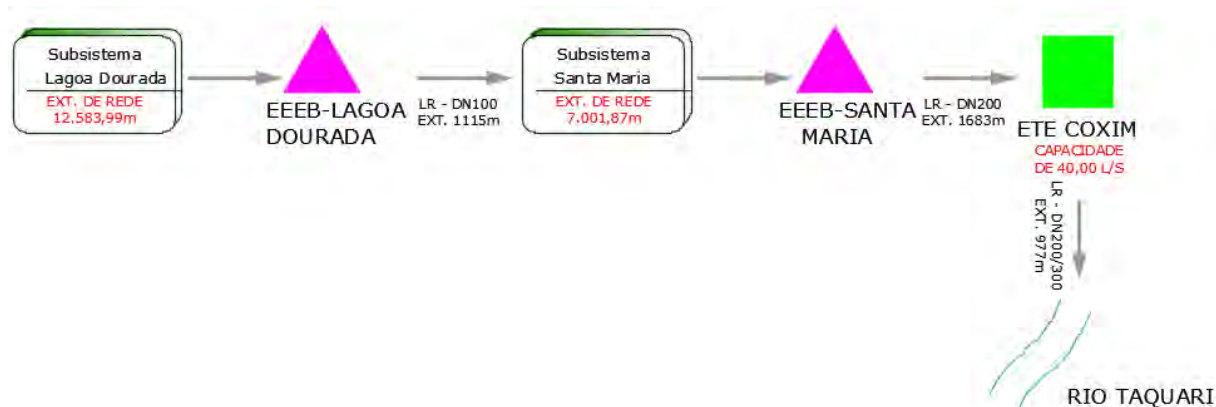 Subsistema
Lagoa Dourada
EXT. DE REDE
12.583,99m
EEEB-LAGOA
DOURADA
LR - DN100
EXT. 1115m
Subsistema
Santa Maria
EXT. DE REDE
7.001,87m
EEEB-SANTA
MARIA
LR - DN200
EXT. 1683m
ETE COXIM
CAPACIDADE
DE 40,00 L/S
LR - DN200/300
EXT. 977m
RIO TAQUARI